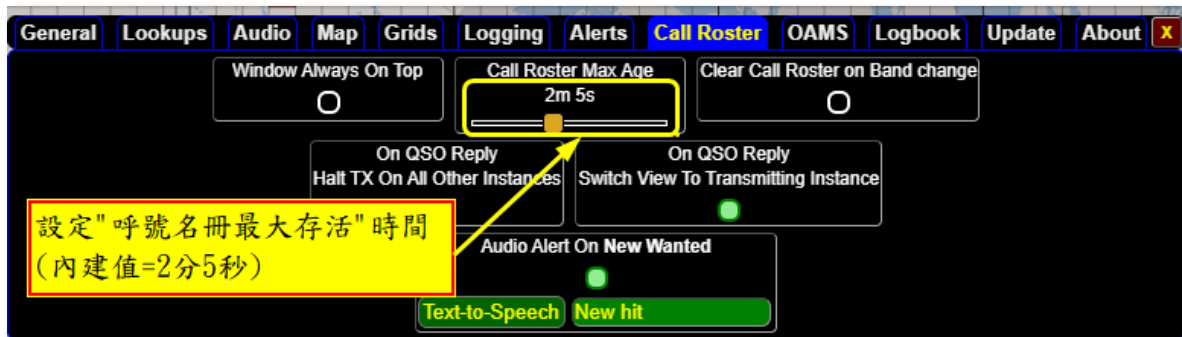 General Lookups Audio Map Grids Logging Alerts Call Roster OAMS Logbook Update About X
Window Always On Top
Call Roster Max Age
2m 5s
Clear Call Roster on Band change
On QSO Reply
Halt TX On All Other Instances
On QSO Reply
Switch View To Transmitting Instance
設定"呼號名冊最大存活"時間
(內建值=2分5秒)
Audio Alert On New Wanted
Text-to-Speech New hit